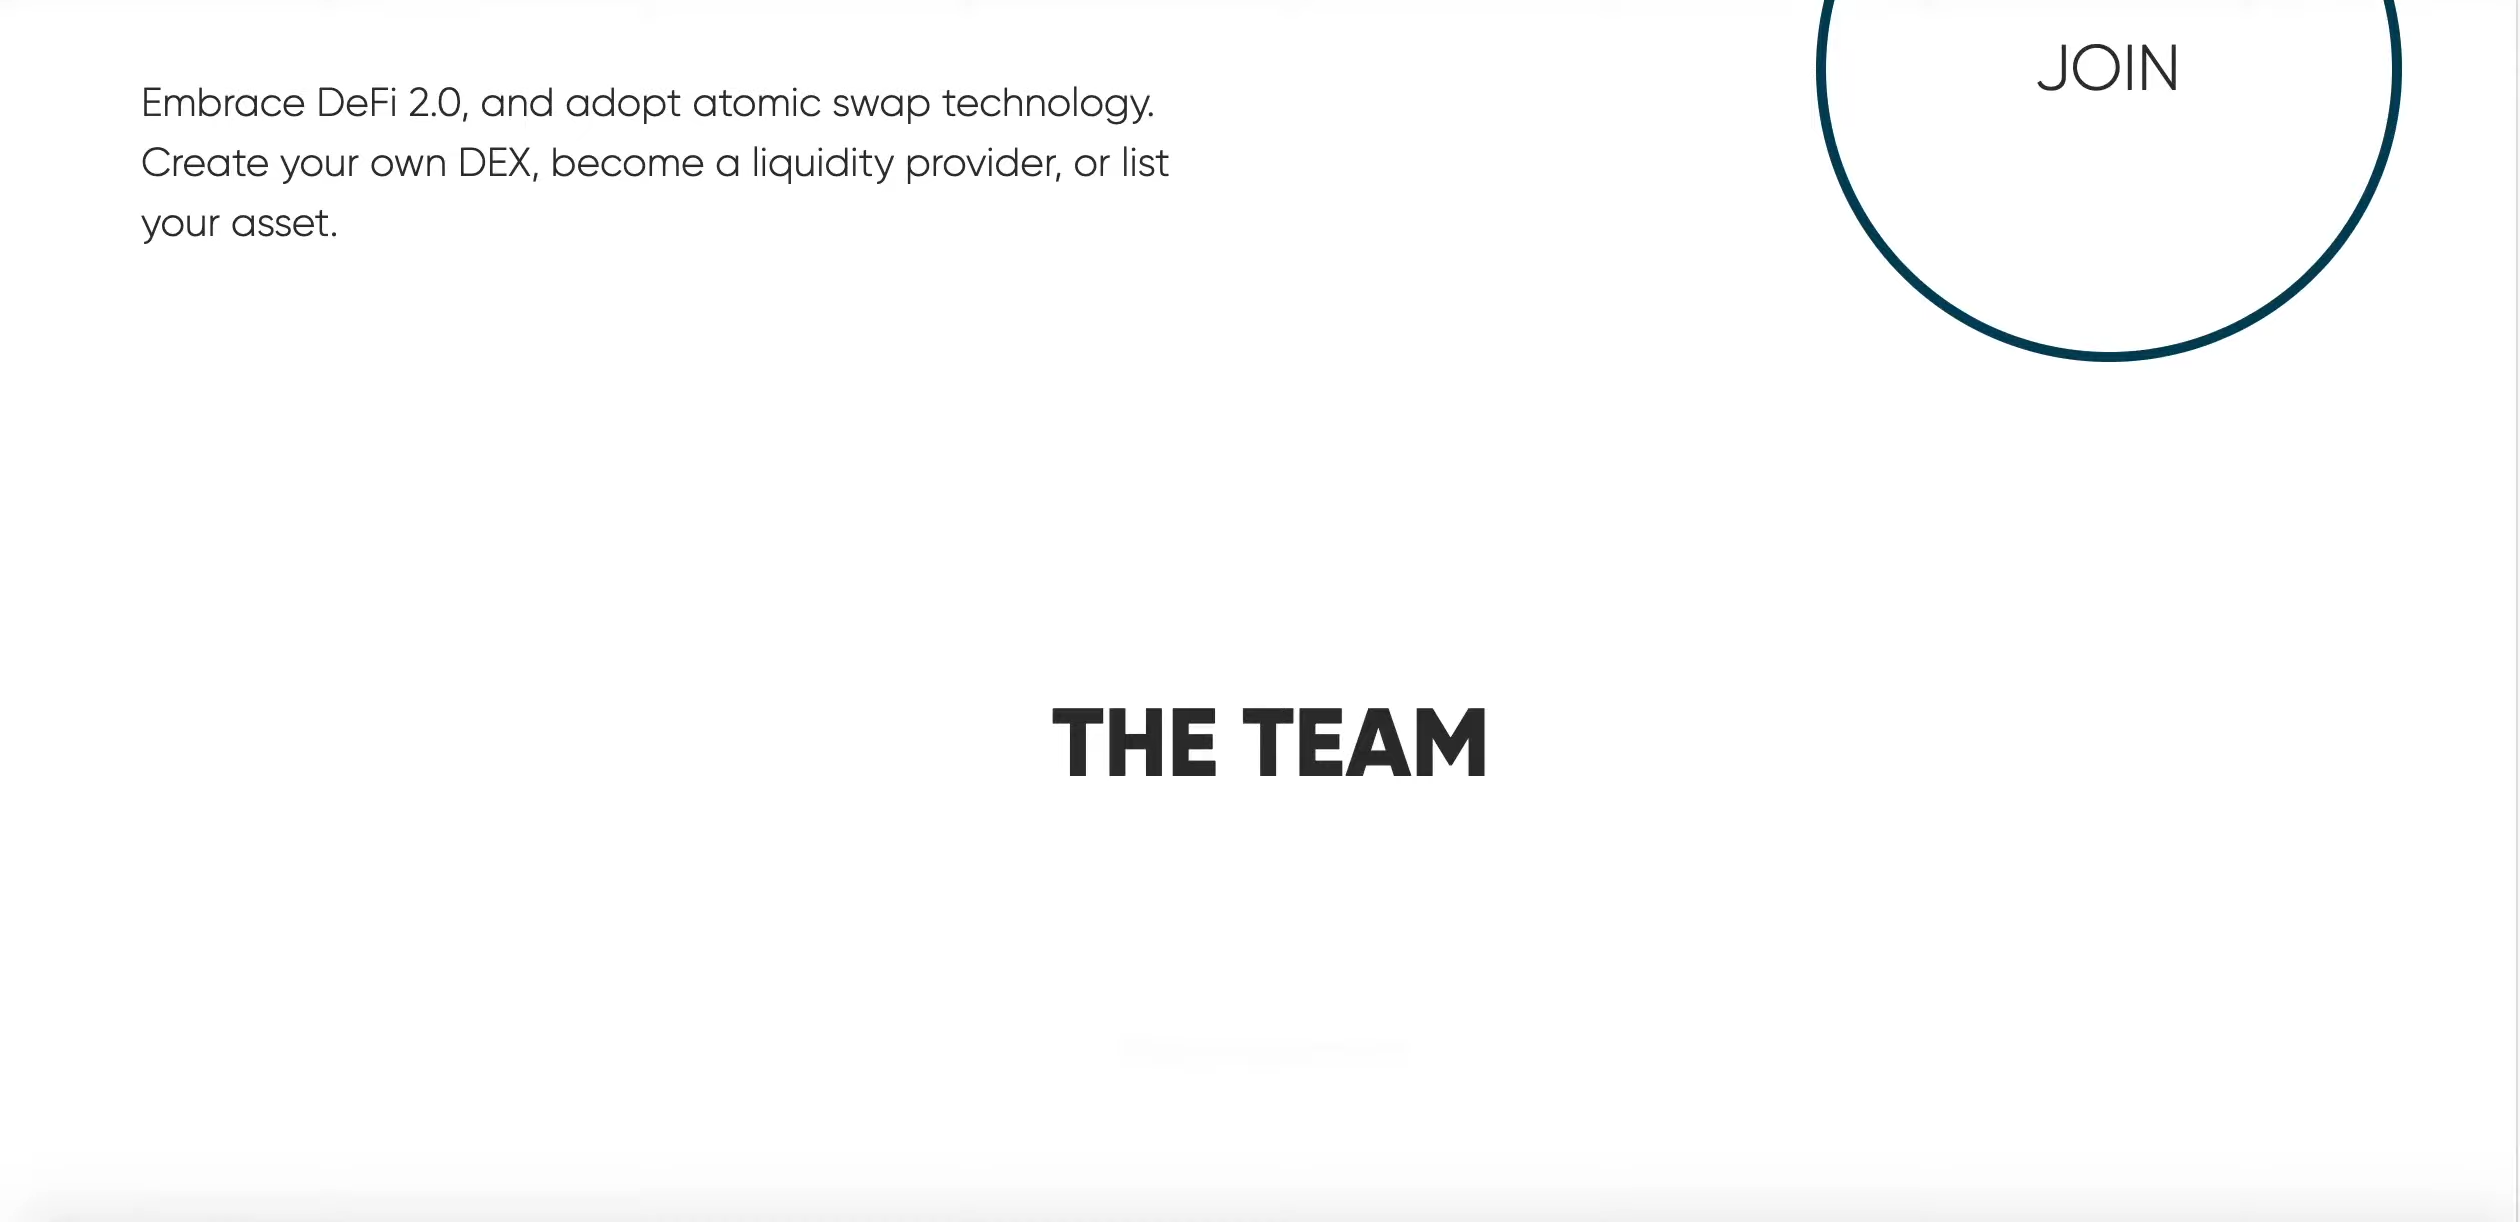 JOIN
Embrace DeFi 2.0, and adopt atomic swap technology.
Create your own DEX, become a liquidity provider, or list
your asset.
THE TEAM